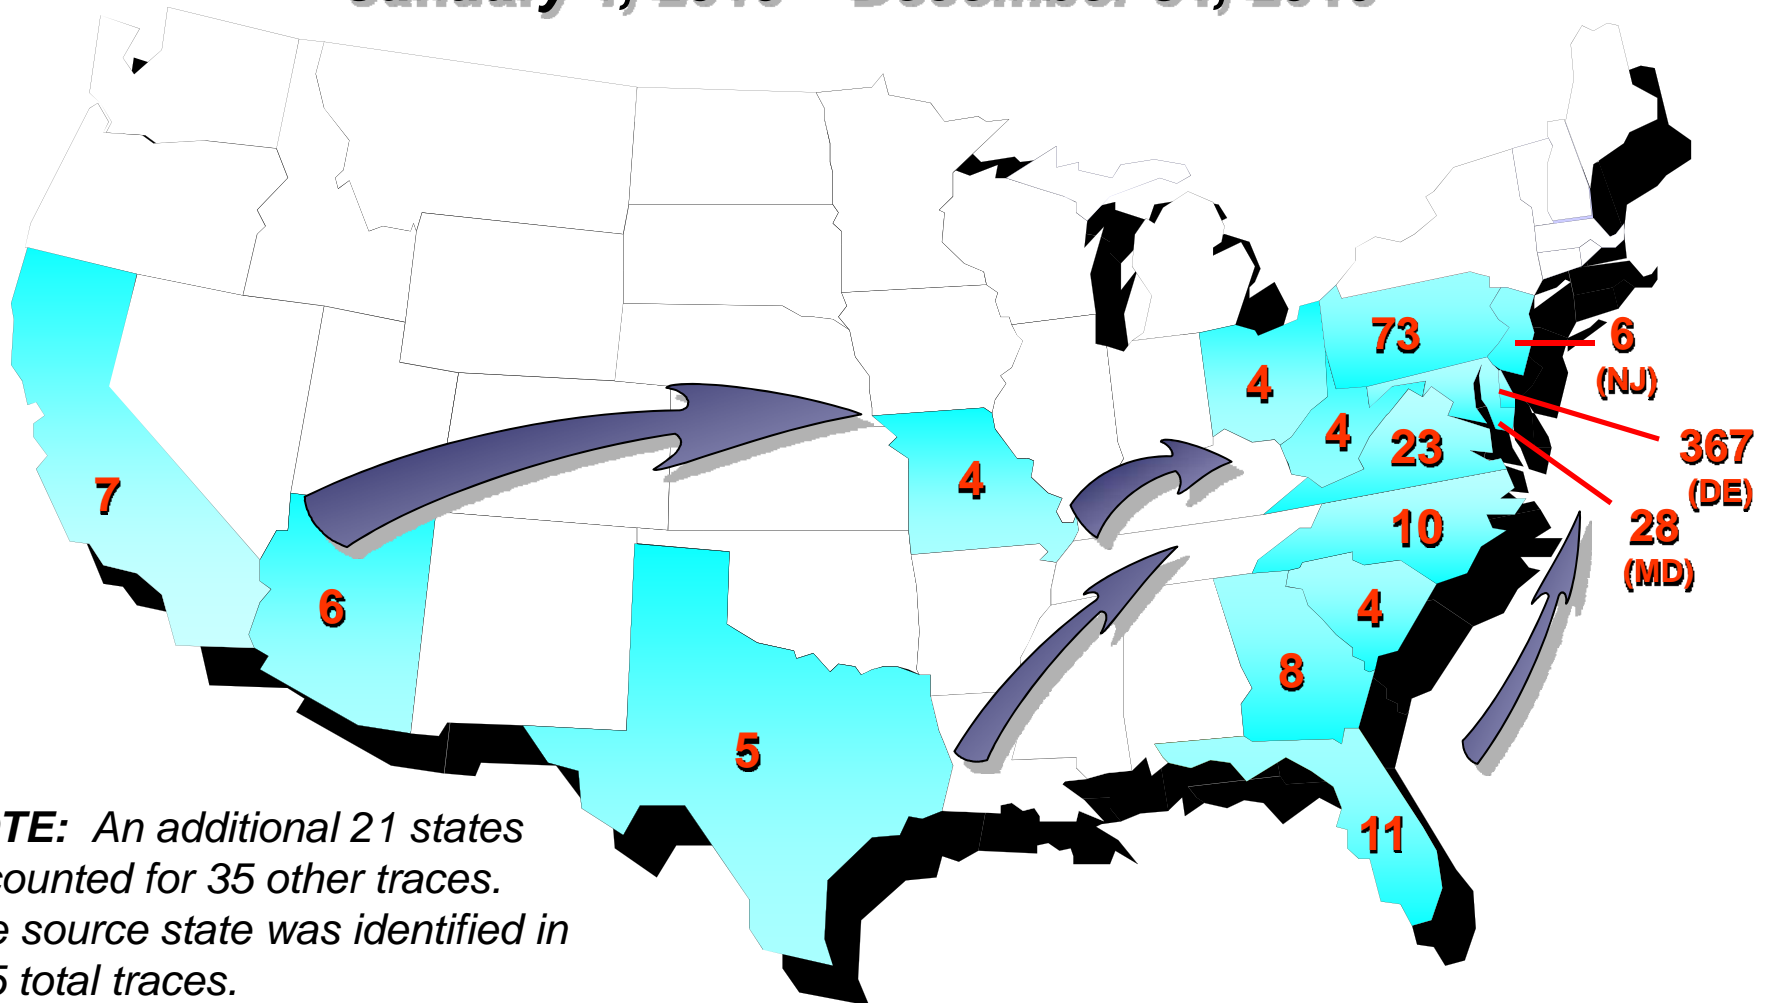 73
6
(NJ)
4
4
23
367
(DE)
7
4
10
28
(MD)
6
4
8
5
11
TE: An additional 21 states
counted for 35 other traces.
source state was identified in
total traces.